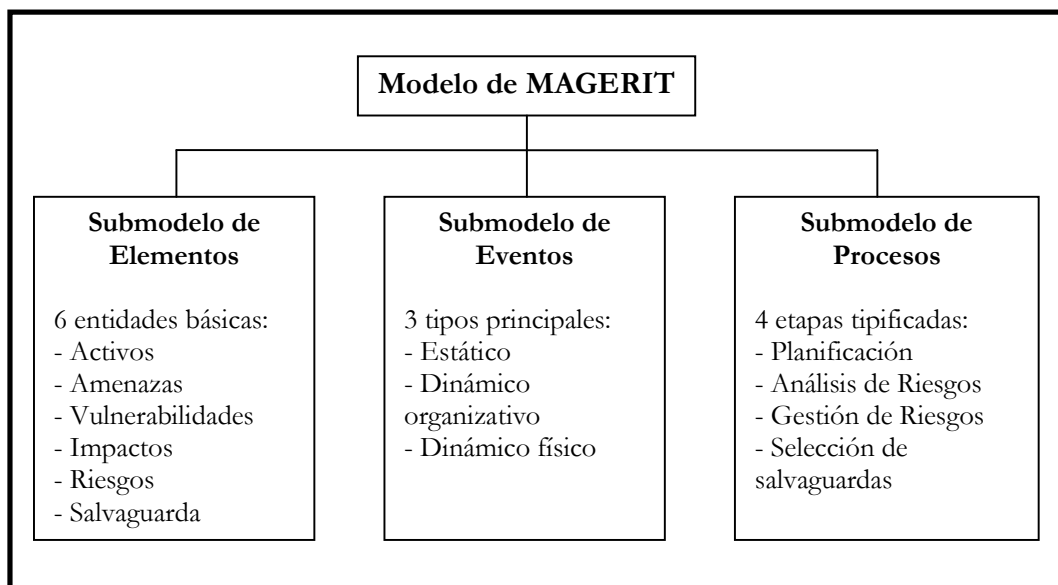 Modelo de MAGERIT
Submodelo de
Elementos
6 entidades básicas:
- Activos
- Amenazas
- Vulnerabilidades
- Impactos
- Riesgos
- Salvaguarda
Submodelo de
Eventos
3 tipos principales:
- Estático
- Dinámico
organizativo
- Dinámico físico
Submodelo de
Procesos
4 etapas tipificadas:
- Planificación
- Análisis de Riesgos
- Gestión de Riesgos
- Selección de
salvaguardas